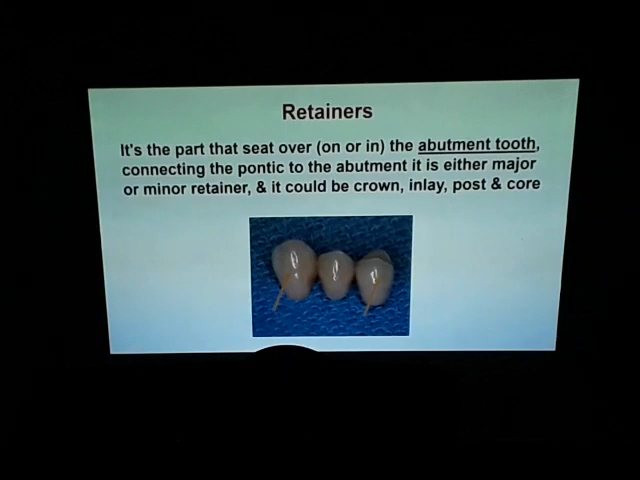 Retainers
It's the part that seat over (on or in) the abutment tooth,
connecting the pontic to the abutment it is either major
or minor retainer, & it could be crown, inlay, post & core